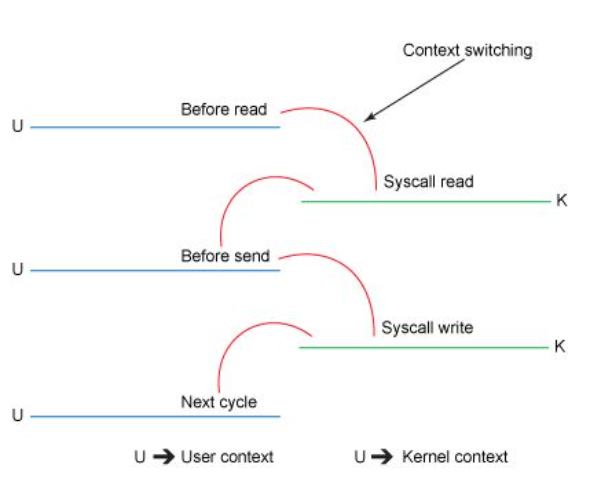 Context switching
Before read
U
Syscall read
K
Before send
U
Syscall write
K
Next cycle
U
U ➔ User context
U ➔ Kernel context